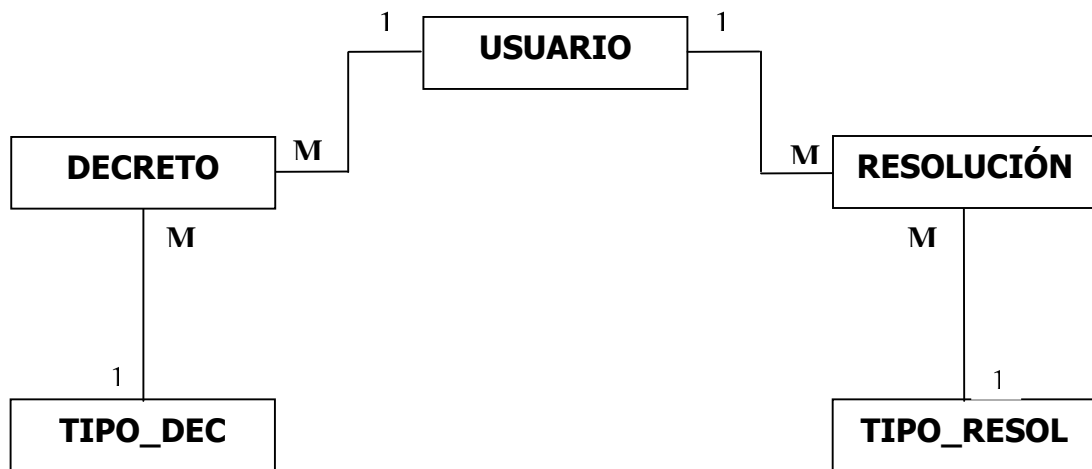 1
USUARIO
1
DECRETO
M
M
RESOLUCIÓN
M
M
1
1
TIPO_DEC
TIPO_RESOL